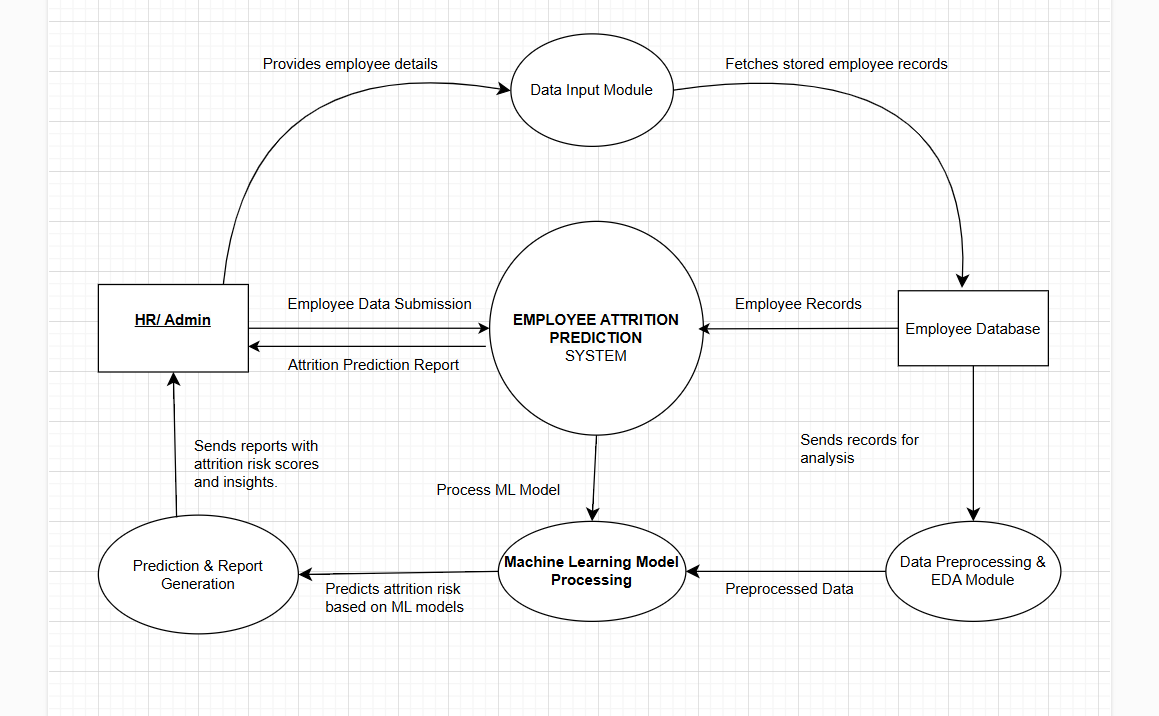 Provides employee details
Data Input Module
Fetches stored employee records
HR/ Admin
Employee Data Submission
Attrition Prediction Report
EMPLOYEE ATTRITION
PREDICTION
SYSTEM
Employee Records
Employee Database
Sends reports with
attrition risk scores
and insights.
Process ML Model
Sends records for
analysis
Prediction & Report
Generation
Predicts attrition risk
based on ML models
Machine Learning Model
Processing
Preprocessed Data
Data Preprocessing &
EDA Module